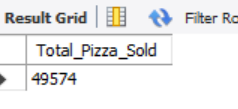 Result Grid Filter Ro
Total_Pizza_Sold
49574